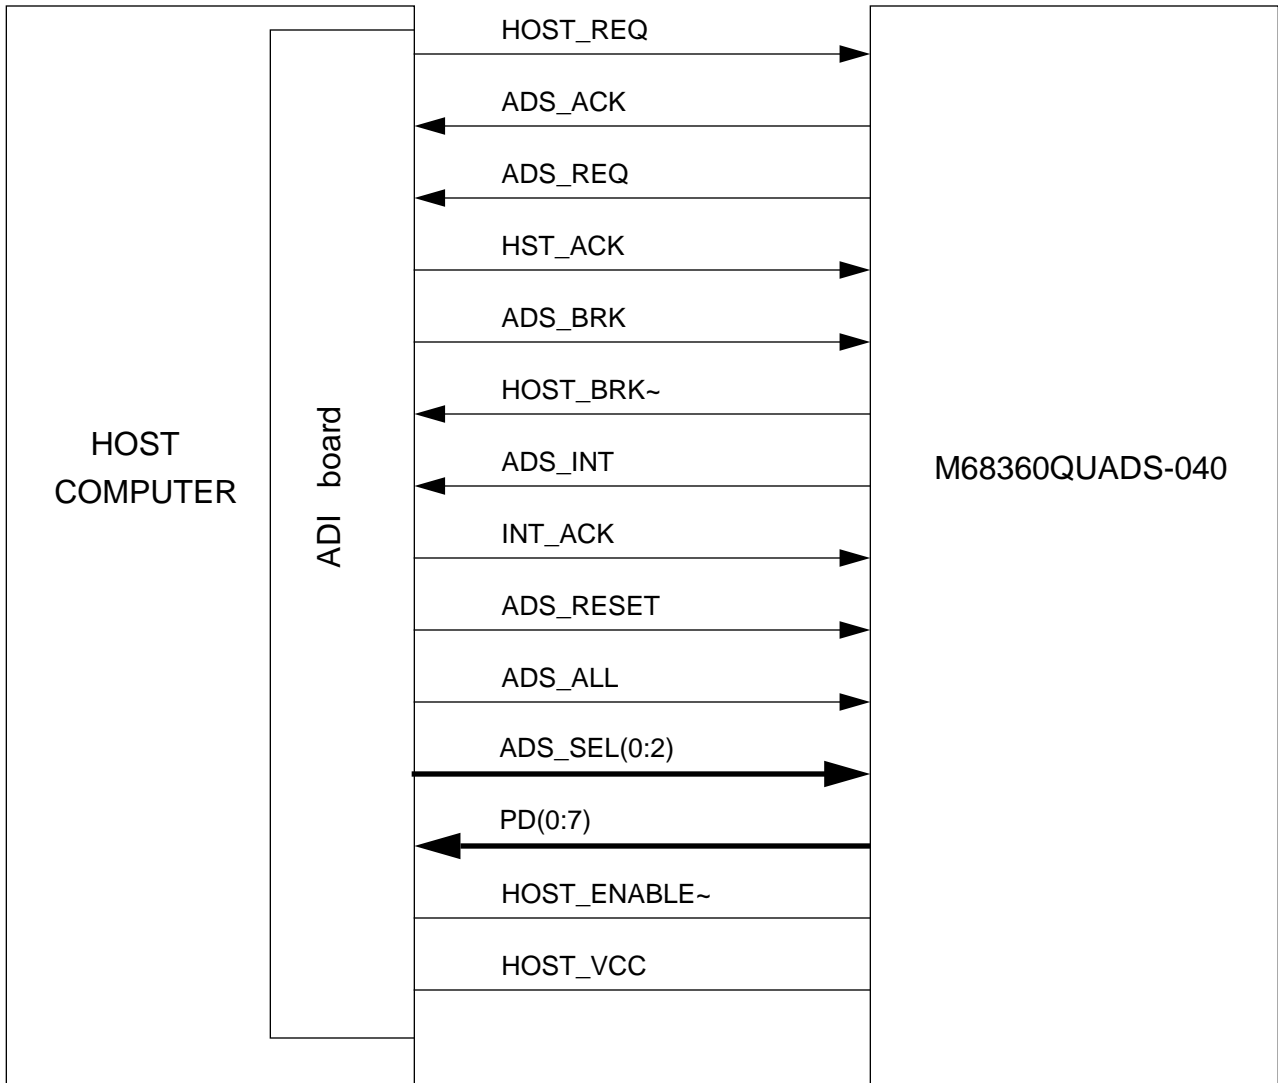 HOST_REQ
ADS_ACK
ADS_REQ
HST_ACK
ADS_BRK
HOST_BRK~
ADS_INT
INT_ACK
ADS_RESET
ADS_ALL
ADS_SEL(0:2)
PD(0:7)
HOST_ENABLE~
HOST_VCC
HOST
COMPUTER
ADI board
M68360QUADS-040